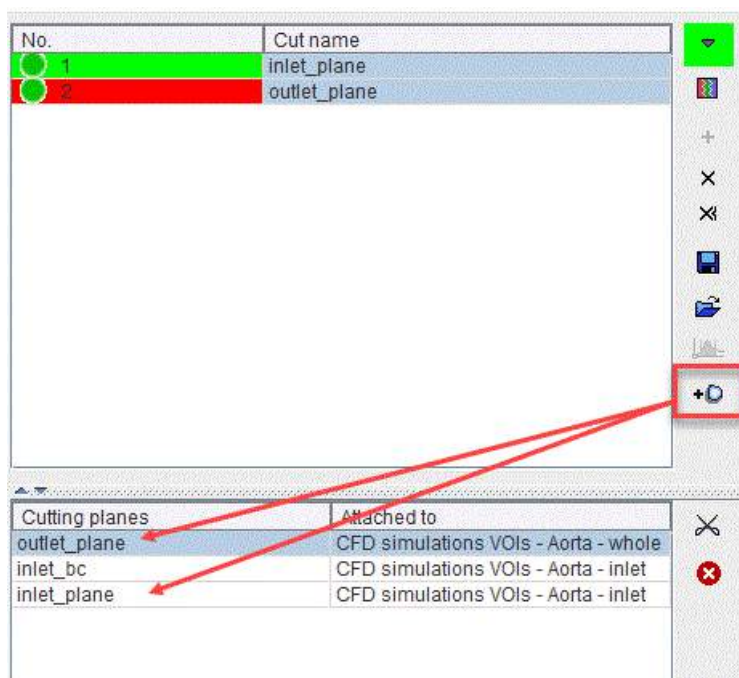 No. Cut name
1 inlet_plane
2 outlet_plane
Cutting planes Attached to
outlet_plane CFD simulations VOIs - Aorta - whole
inlet_bc CFD simulations VOIs - Aorta - inlet
inlet_plane CFD simulations VOIs - Aorta - inlet